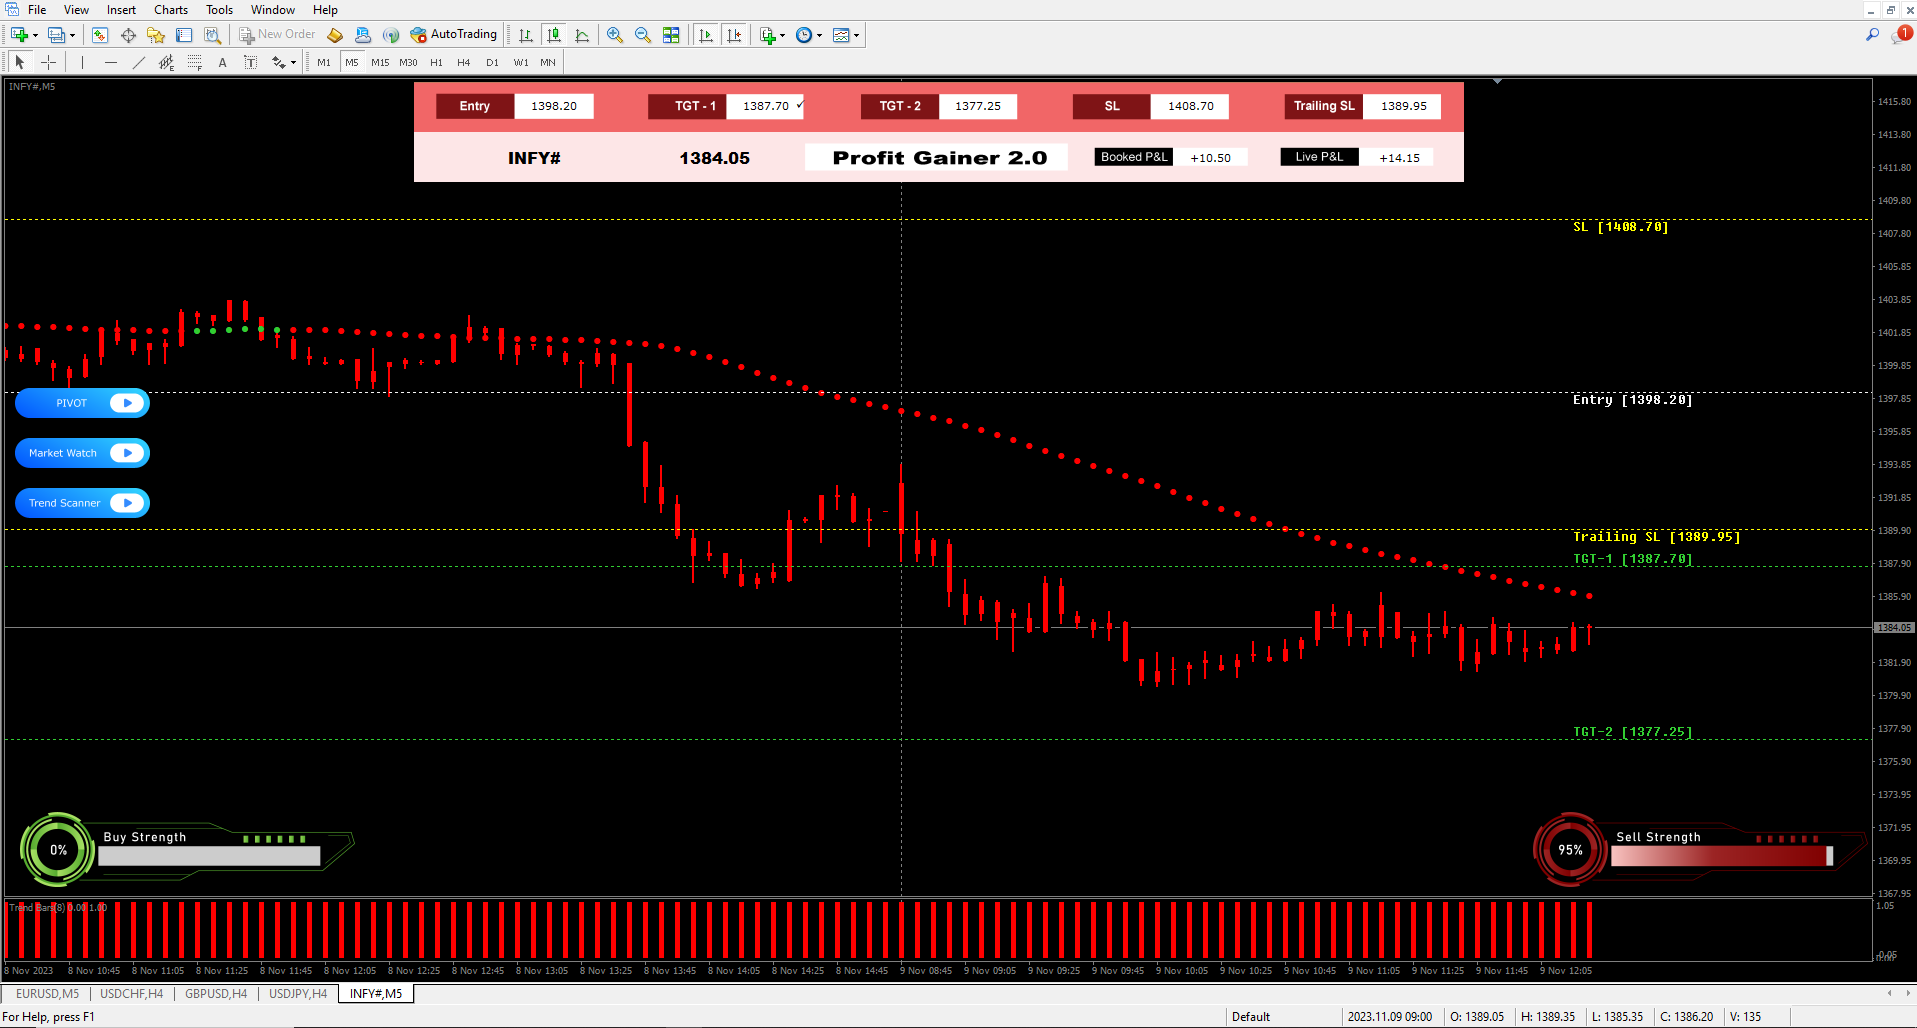 File View Insert Charts Tools Window Help
New Order AutoTrading 1
A T M1 M5 M15 M30 H1 H4 D1 W1 MN
INFY#,M5
Entry 1398.20 TGT - 1 1387.70 ✓ TGT - 2 1377.25 SL 1408.70 Trailing SL 1389.95
INFY# 1384.05 Profit Gainer 2.0 Booked P&L +10.50 Live P&L +14.15
1415.80
1413.80
1411.80
1409.80
SL [1408.70]
1407.80
1405.85
1403.85
1401.85
1399.85
Entry [1398.20]
1397.85
PIVOT
1395.85
Market Watch
1393.85
Trend Scanner
1391.85
1389.90
Trailing SL [1389.95]
TGT-1 [1387.70]
1387.90
1385.90
1384.05
1381.90
1379.90
TGT-2 [1377.25]
1377.90
1375.90
1373.95
1371.95
Buy Strength
0%
Sell Strength
95%
1369.95
1367.95
Trend Bars(8) 0.00 1.00
1.05
-0.05
8 Nov 2023 8 Nov 10:45 8 Nov 11:05 8 Nov 11:25 8 Nov 11:45 8 Nov 12:05 8 Nov 12:25 8 Nov 12:45 8 Nov 13:05 8 Nov 13:25 8 Nov 13:45 8 Nov 14:05 8 Nov 14:25 8 Nov 14:45 9 Nov 08:45 9 Nov 09:05 9 Nov 09:25 9 Nov 09:45 9 Nov 10:05 9 Nov 10:25 9 Nov 10:45 9 Nov 11:05 9 Nov 11:25 9 Nov 11:45 9 Nov 12:05
EURUSD,M5 USDCHF,H4 GBPUSD,H4 USDJPY,H4 INFY#,M5
For Help, press F1 Default 2023.11.09 09:00 O: 1389.05 H: 1389.35 L: 1385.35 C: 1386.20 V: 135